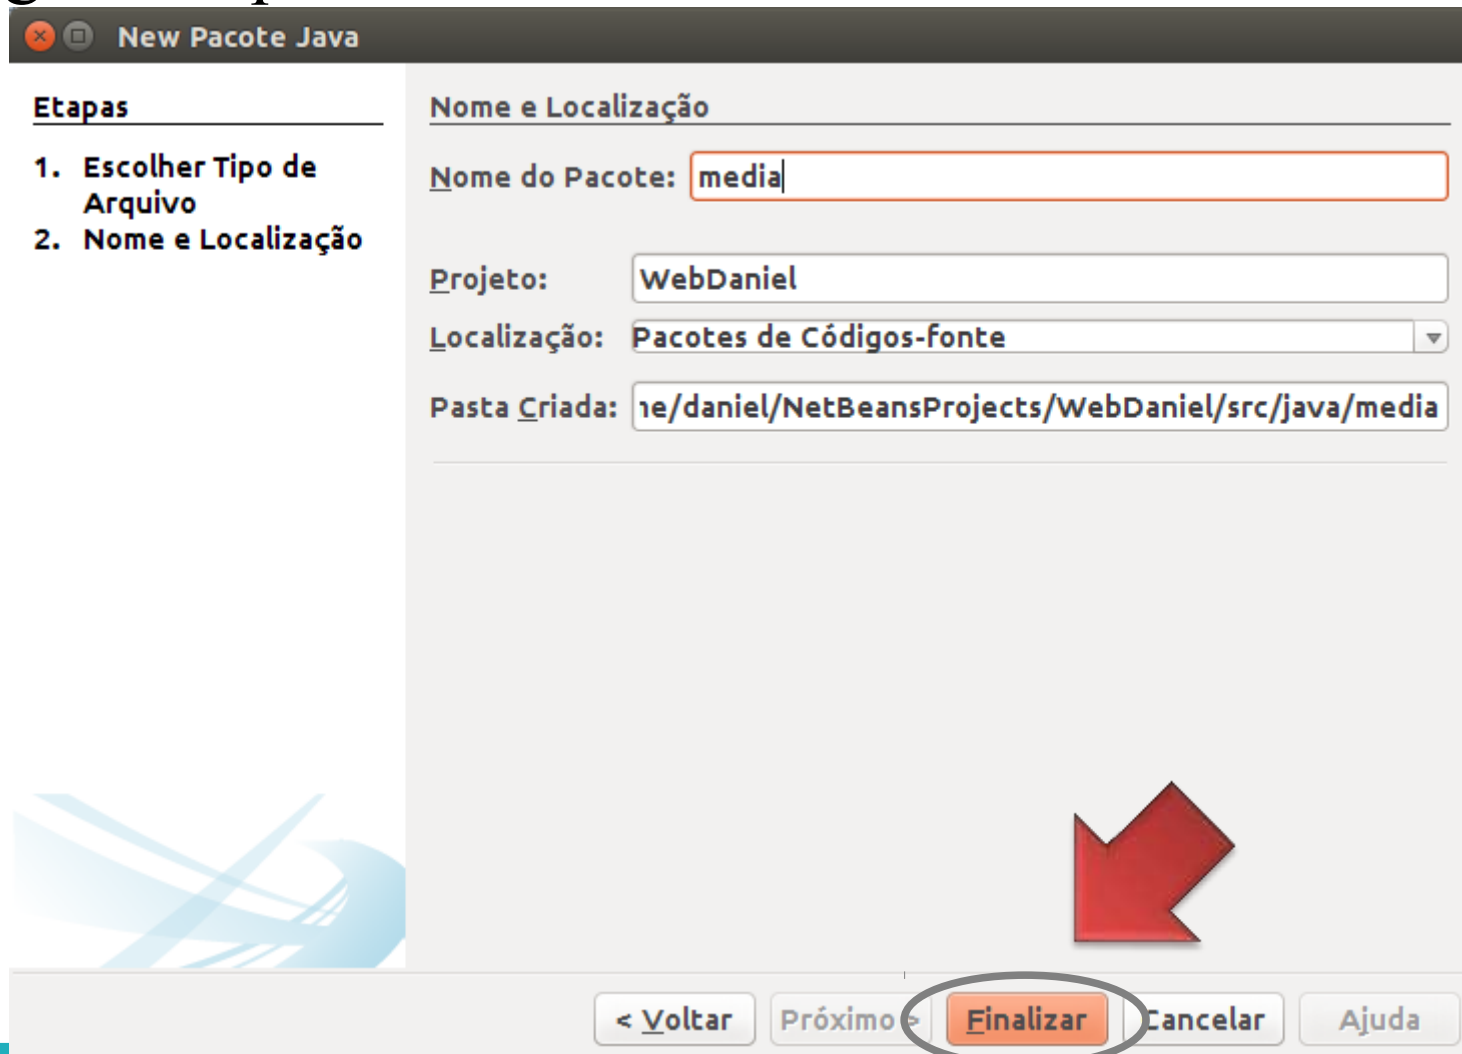 New Pacote Java
Etapas
1. Escolher Tipo de
Arquivo
2. Nome e Localização
Nome e Localização
Nome do Pacote: media
Projeto: WebDaniel
Localização: Pacotes de Códigos-fonte
Pasta Criada: ne/daniel/NetBeansProjects/WebDaniel/src/java/media
< Voltar Próximo > Finalizar Cancelar Ajuda